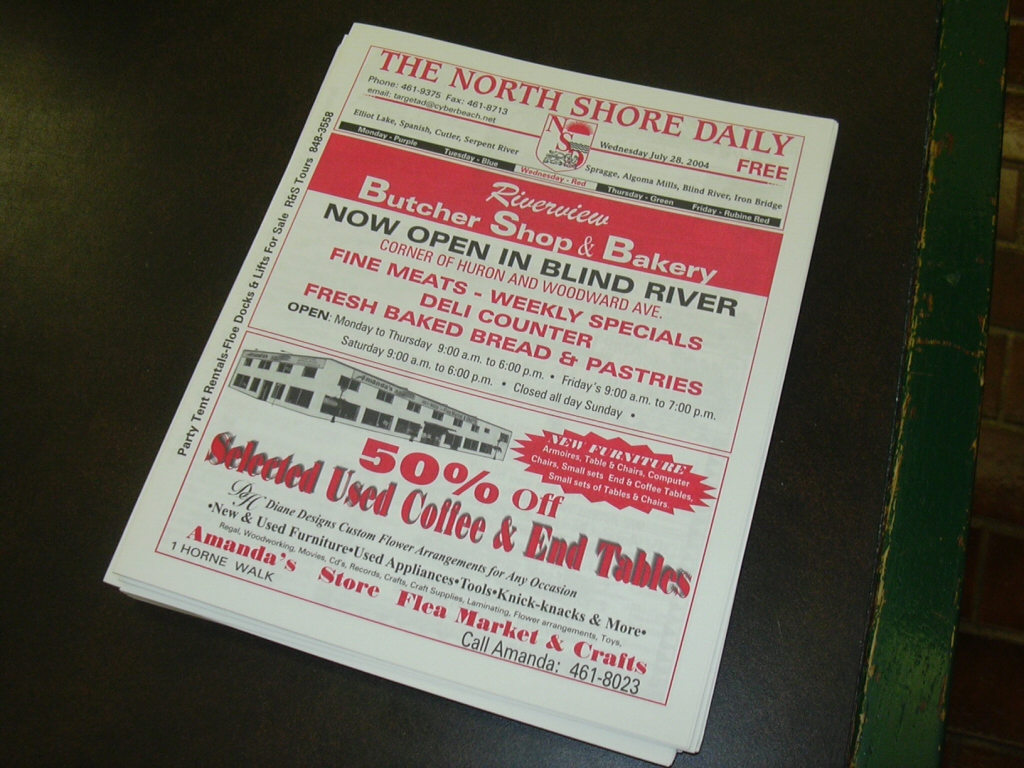 THE NORTH SHORE DAILY
Phone: 461-9375 Fax: 461-8713
email: targetad@cyberbeach.net
NS
Wednesday July 28, 2004
FREE
Elliot Lake, Spanish, Cutler, Serpent River
Spragge, Algoma Mills, Blind River, Iron Bridge
Monday - Purple Tuesday - Blue Wednesday - Red Thursday - Green Friday - Rubine Red
Party Tent Rentals-Floe Docks & Lifts For Sale R&S Tours 848-3558
Riverview
Butcher Shop & Bakery
NOW OPEN IN BLIND RIVER
CORNER OF HURON AND WOODWARD AVE.
FINE MEATS - WEEKLY SPECIALS
DELI COUNTER
FRESH BAKED BREAD & PASTRIES
OPEN: Monday to Thursday 9:00 a.m. to 6:00 p.m. • Friday's 9:00 a.m. to 7:00 p.m.
Saturday 9:00 a.m. to 6:00 p.m. • Closed all day Sunday •
Amanda's
NEW FURNITURE
Armoires, Table & Chairs, Computer
Chairs, Small sets End & Coffee Tables,
Small sets of Tables & Chairs.
50% Off
Selected Used Coffee & End Tables
Diane Designs Custom Flower Arrangements for Any Occasion
•New & Used Furniture•Used Appliances•Tools•Knick-knacks & More•
Regal, Woodworking, Movies, Cd's, Records, Crafts, Craft Supplies, Laminating, Flower arrangements, Toys,
Amanda's Store Flea Market & Crafts
1 HORNE WALK
Call Amanda: 461-8023